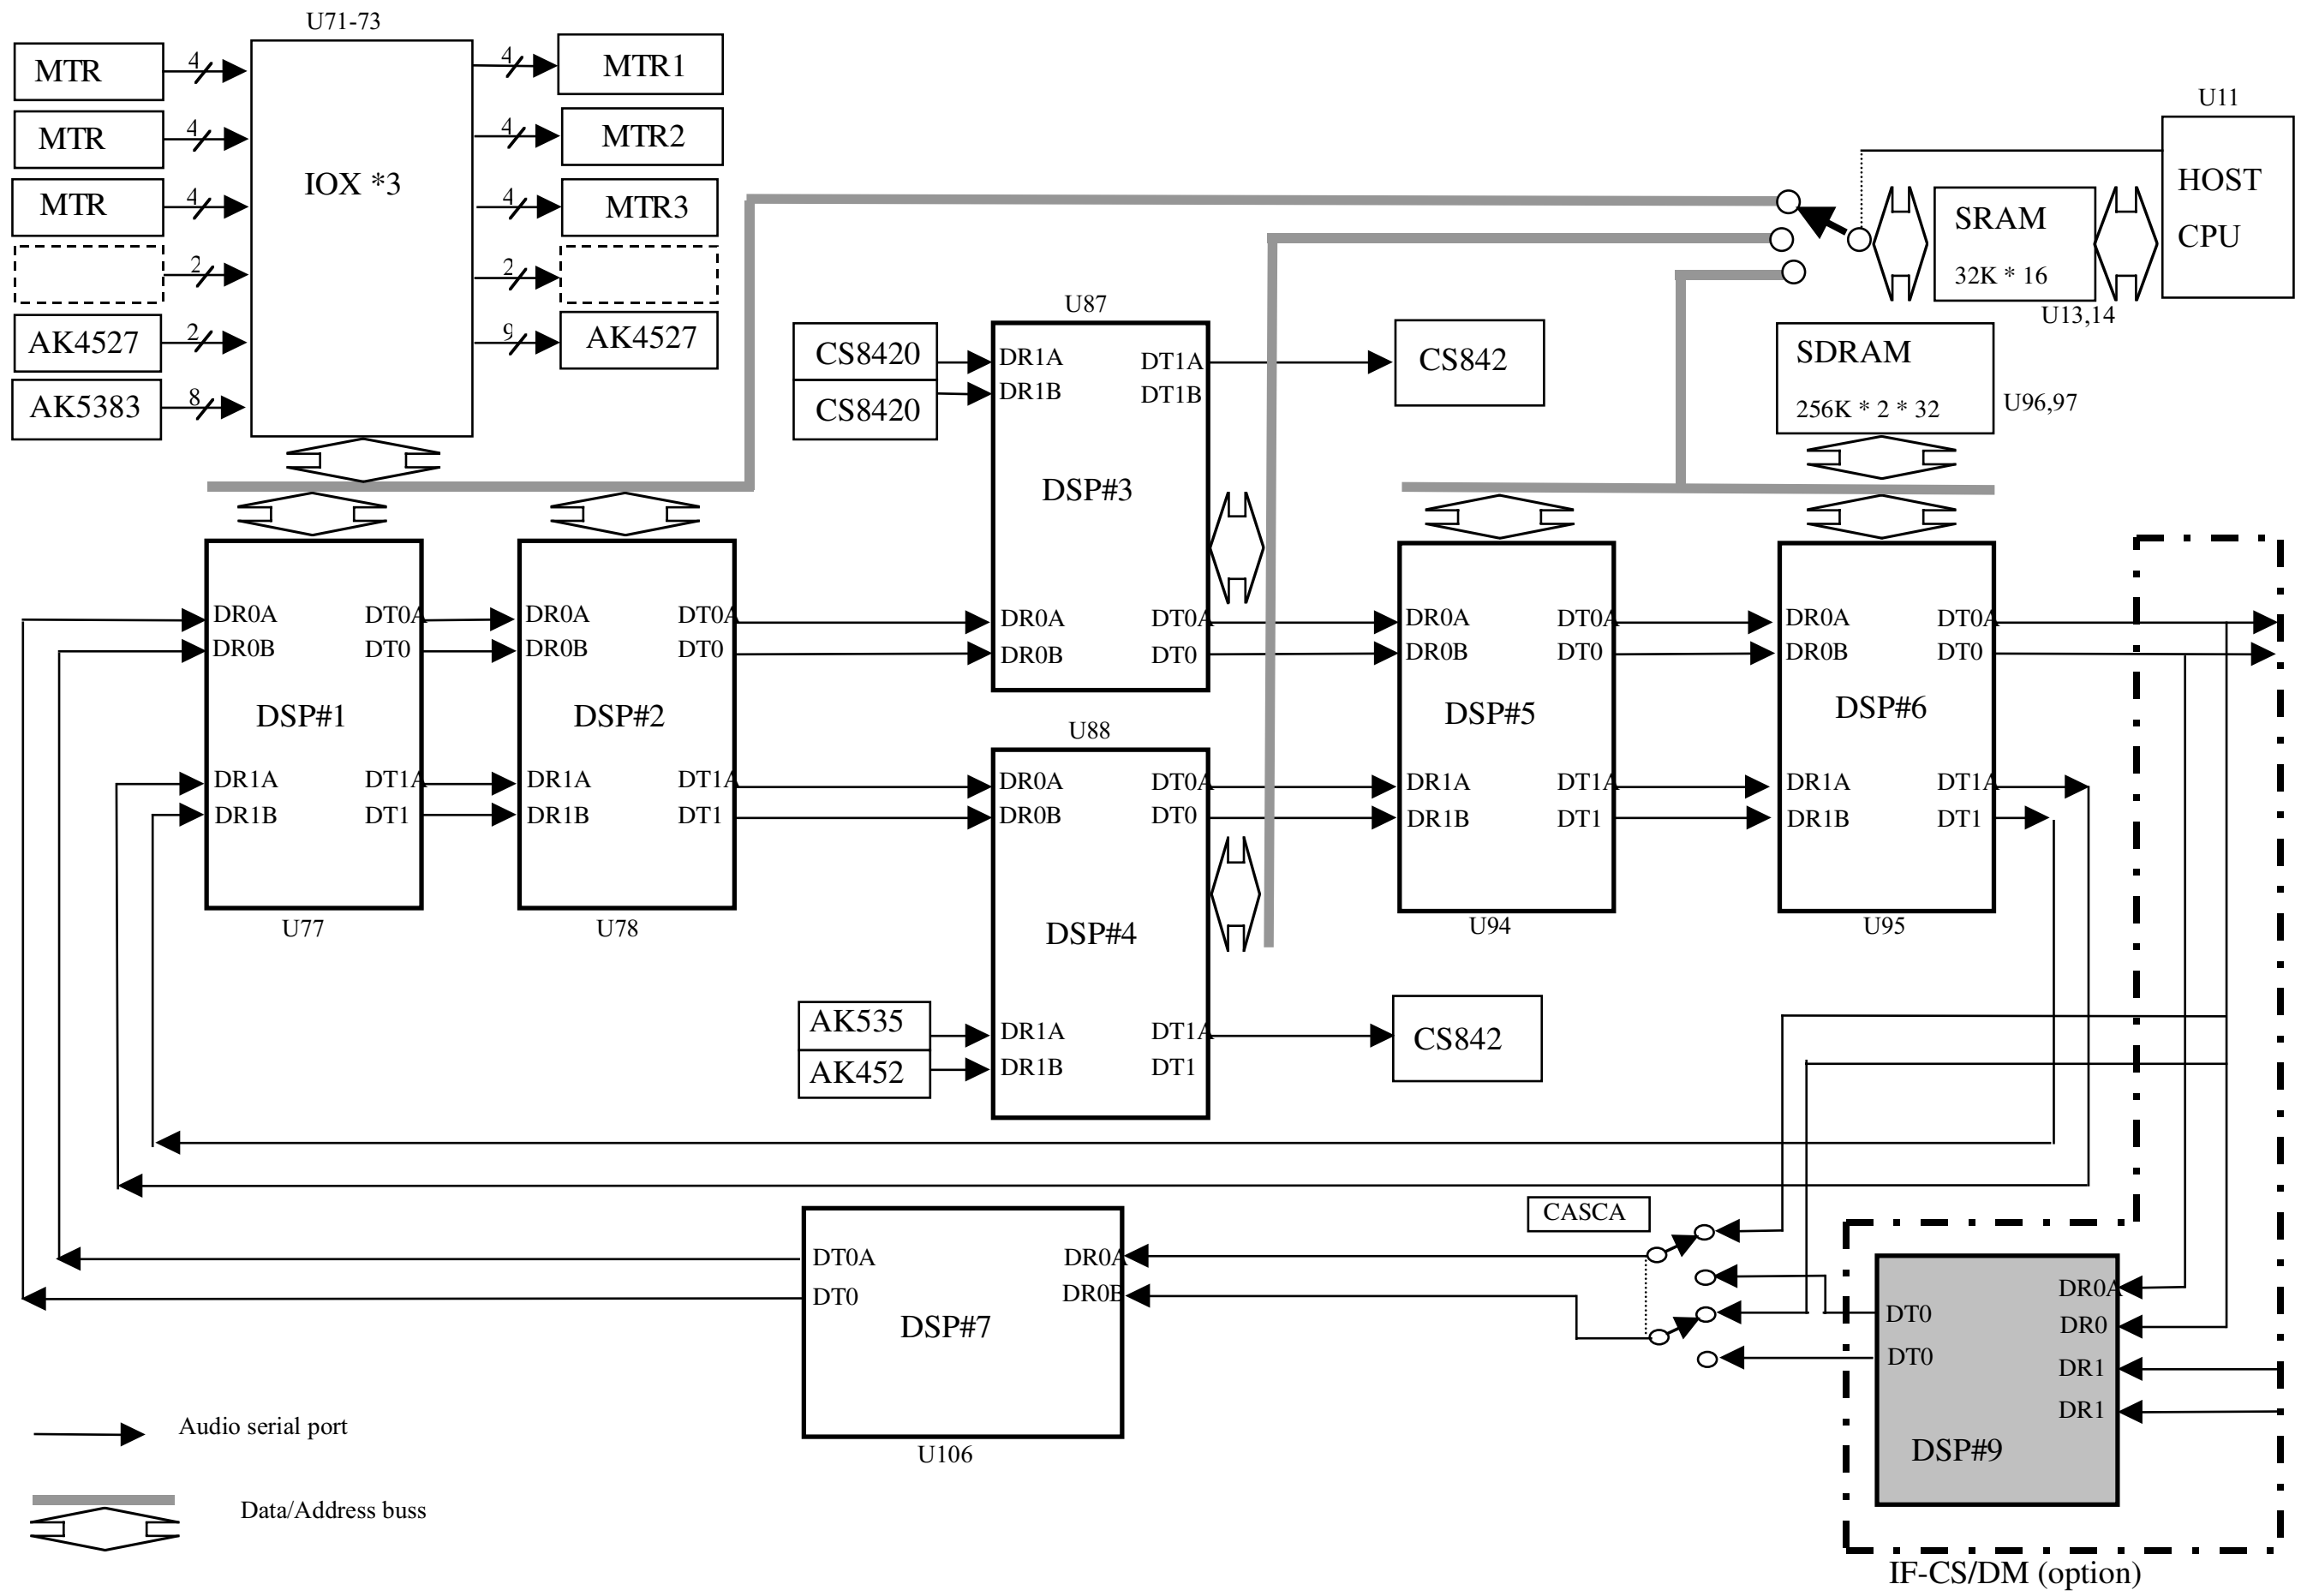 U71-73
MTR
4
4
MTR1
MTR
4
4
MTR2
MTR
4
4
MTR3
IOX *3
2
2
AK4527
2
9
AK4527
AK5383
8
U11
HOST
CPU
SRAM
32K * 16
U13,14
SDRAM
256K * 2 * 32
U96,97
U87
CS8420
CS8420
DR1A
DR1B
DT1A
DT1B
CS842
DSP#3
DR0A
DR0B
DT0A
DT0
DR0A
DR0B
DT0A
DT0
DSP#1
DR1A
DR1B
DT1A
DT1
U77
DR0A
DR0B
DT0A
DT0
DSP#2
DR1A
DR1B
DT1A
DT1
U78
U88
DR0A
DR0B
DT0A
DT0
DSP#4
AK535
AK452
DR1A
DR1B
DT1A
DT1
CS842
DR0A
DR0B
DT0A
DT0
DSP#5
DR1A
DR1B
DT1A
DT1
U94
DR0A
DR0B
DT0A
DT0
DSP#6
DR1A
DR1B
DT1A
DT1
U95
CASCA
DT0A
DT0
DR0A
DR0B
DSP#7
U106
DT0
DT0
DR0A
DR0
DR1
DR1
DSP#9
IF-CS/DM (option)
Audio serial port
Data/Address buss